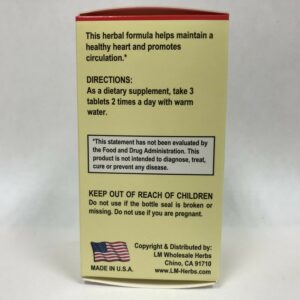 This herbal formula helps maintain a
healthy heart and promotes
circulation.*
DIRECTIONS:
As a dietary supplement, take 3
tablets 2 times a day with warm
water.
*This statement has not been evaluated by
the Food and Drug Administration. This
product is not intended to diagnose, treat,
cure or prevent any disease.
KEEP OUT OF REACH OF CHILDREN
Do not use if the bottle seal is broken or
missing. Do not use if you are pregnant.
Copyright & Distributed by:
LM Wholesale Herbs
Chino, CA 91710
www.LM-Herbs.com
MADE IN U.S.A.